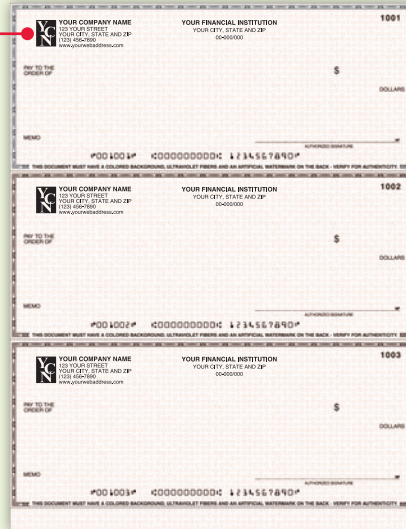 YOUR COMPANY NAME YOUR FINANCIAL INSTITUTION 1001
YCN 123 YOUR STREET YOUR CITY, STATE AND ZIP
YOUR CITY, STATE AND ZIP 00-000/000
(123) 456-7890
www.yourwebaddress.com
PAY TO THE
ORDER OF $
DOLLARS
MEMO
AUTHORIZED SIGNATURE
⑈001001⑈ ⑆000000000⑆ 1234567890⑈
THIS DOCUMENT MUST HAVE A COLORED BACKGROUND, ULTRAVIOLET FIBERS AND AN ARTIFICIAL WATERMARK ON THE BACK - VERIFY FOR AUTHENTICITY.
YOUR COMPANY NAME YOUR FINANCIAL INSTITUTION 1002
YCN 123 YOUR STREET YOUR CITY, STATE AND ZIP
YOUR CITY, STATE AND ZIP 00-000/000
(123) 456-7890
www.yourwebaddress.com
PAY TO THE
ORDER OF $
DOLLARS
MEMO
AUTHORIZED SIGNATURE
⑈001002⑈ ⑆000000000⑆ 1234567890⑈
THIS DOCUMENT MUST HAVE A COLORED BACKGROUND, ULTRAVIOLET FIBERS AND AN ARTIFICIAL WATERMARK ON THE BACK - VERIFY FOR AUTHENTICITY.
YOUR COMPANY NAME YOUR FINANCIAL INSTITUTION 1003
YCN 123 YOUR STREET YOUR CITY, STATE AND ZIP
YOUR CITY, STATE AND ZIP 00-000/000
(123) 456-7890
www.yourwebaddress.com
PAY TO THE
ORDER OF $
DOLLARS
MEMO
AUTHORIZED SIGNATURE
⑈001003⑈ ⑆000000000⑆ 1234567890⑈
THIS DOCUMENT MUST HAVE A COLORED BACKGROUND, ULTRAVIOLET FIBERS AND AN ARTIFICIAL WATERMARK ON THE BACK - VERIFY FOR AUTHENTICITY.